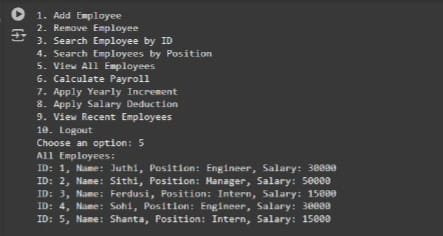 1. Add Employee
2. Remove Employee
3. Search Employee by ID
4. Search Employees by Position
5. View All Employees
6. Calculate Payroll
7. Apply Yearly Increment
8. Apply Salary Deduction
9. View Recent Employees
10. Logout
Choose an option: 5
All Employees:
ID: 1, Name: Juthi, Position: Engineer, Salary: 30000
ID: 2, Name: Sithi, Position: Manager, Salary: 50000
ID: 3, Name: Ferdusi, Position: Intern, Salary: 15000
ID: 4, Name: Sohi, Position: Engineer, Salary: 30000
ID: 5, Name: Shanta, Position: Intern, Salary: 15000